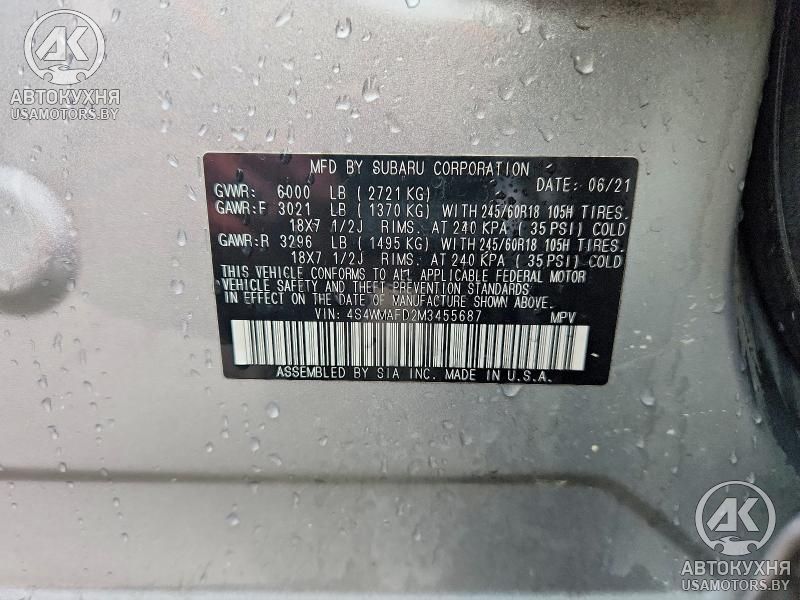 АК
АВТОКУХНЯ
USAMOTORS.BY
MFD BY SUBARU CORPORATION DATE: 06/21
GVWR: 6000 LB ( 2721 KG)
GAWR:F 3021 LB ( 1370 KG) WITH 245/60R18 105H TIRES.
18X7 1/2J RIMS. AT 240 KPA ( 35 PSI) COLD
GAWR:R 3296 LB ( 1495 KG) WITH 245/60R18 105H TIRES.
18X7 1/2J RIMS. AT 240 KPA ( 35 PSI) COLD
THIS VEHICLE CONFORMS TO ALL APPLICABLE FEDERAL MOTOR
VEHICLE SAFETY AND THEFT PREVENTION STANDARDS
IN EFFECT ON THE DATE OF MANUFACTURE SHOWN ABOVE.
VIN: 4S4WMAFD2M3455687 MPV
ASSEMBLED BY SIA INC. MADE IN U.S.A.
АК
АВТОКУХНЯ
USAMOTORS.BY